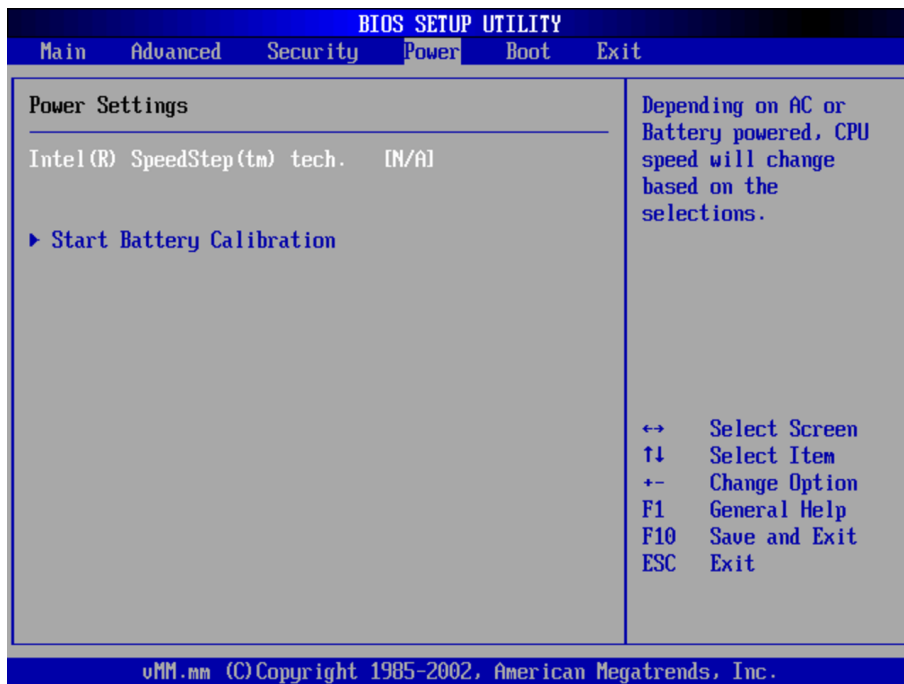 BIOS SETUP UTILITY
Main Advanced Security Power Boot Exit
Power Settings
Intel(R) SpeedStep(tm) tech. [N/A]
▶ Start Battery Calibration
Depending on AC or
Battery powered, CPU
speed will change
based on the
selections.
↔ Select Screen
↑↓ Select Item
+- Change Option
F1 General Help
F10 Save and Exit
ESC Exit
vMM.mm (C)Copyright 1985-2002, American Megatrends, Inc.